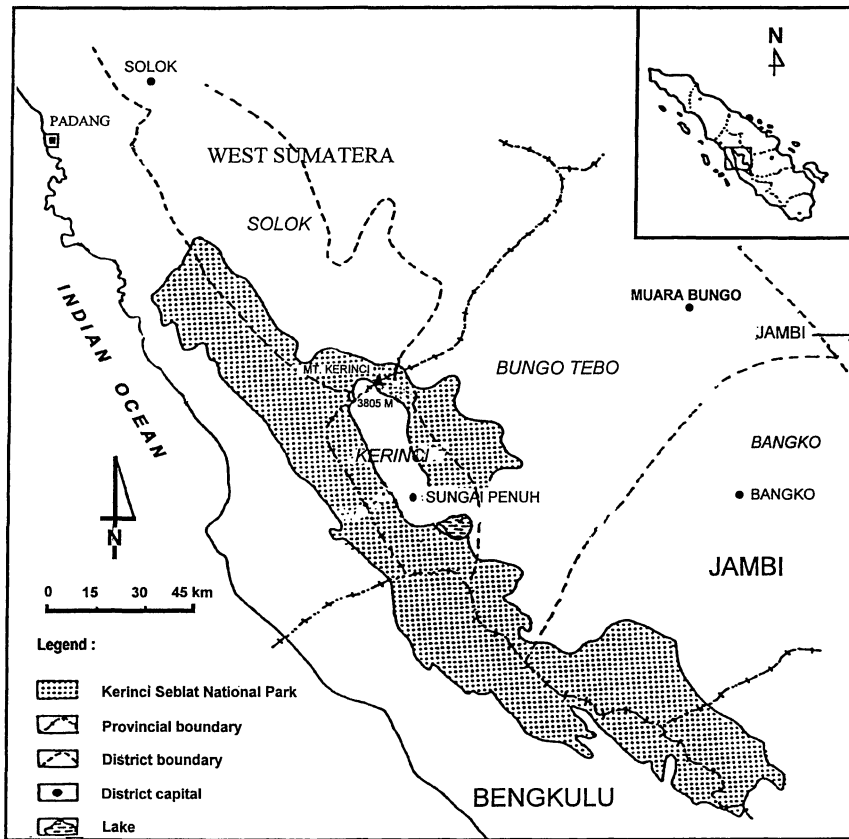 N
SOLOK
PADANG
WEST SUMATERA
SOLOK
INDIAN OCEAN
MUARA BUNGO
JAMBI
MT. KERINCI
3805 M
BUNGO TEBO
KERINCI
BANGKO
SUNGAI PENUH
BANGKO
N
JAMBI
0 15 30 45 km
Legend :
Kerinci Seblat National Park
Provincial boundary
District boundary
District capital
Lake
BENGKULU